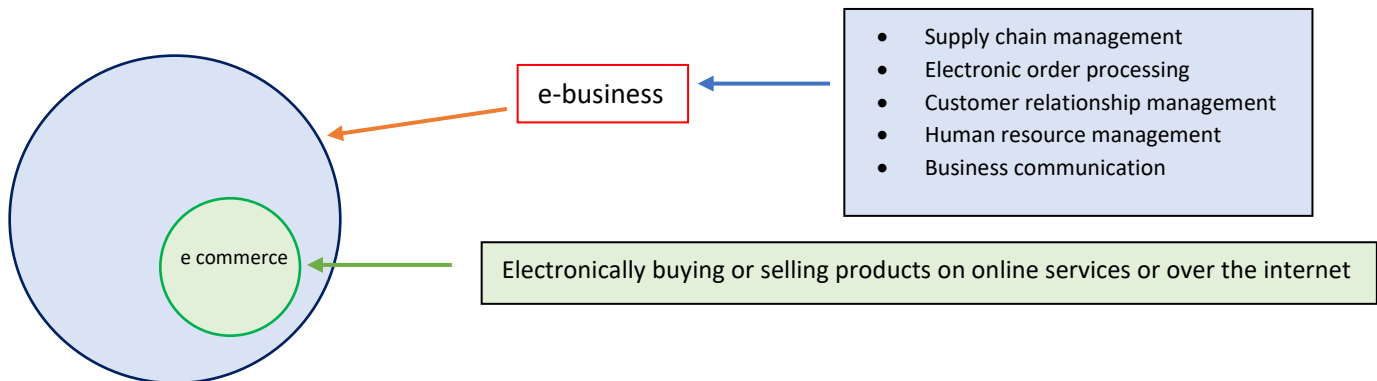 • Supply chain management
• Electronic order processing
• Customer relationship management
• Human resource management
• Business communication
e-business
e commerce
Electronically buying or selling products on online services or over the internet